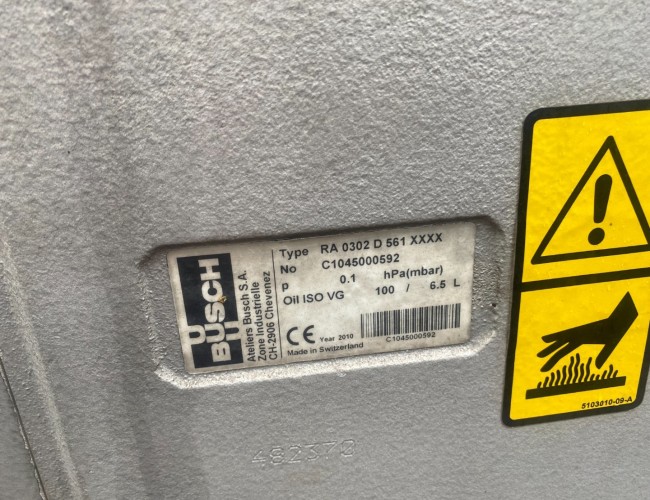 BUSCH
Ateliers Busch S.A.
Zone Industrielle
CH-2906 Chevenez
Type RA 0302 D 561 XXXX
No C1045000592
p 0.1 hPa(mbar)
Oil ISO VG 100 / 6.5 L
CE Year 2010
Made in Switzerland
C1045000592
5103010-09-A
482370